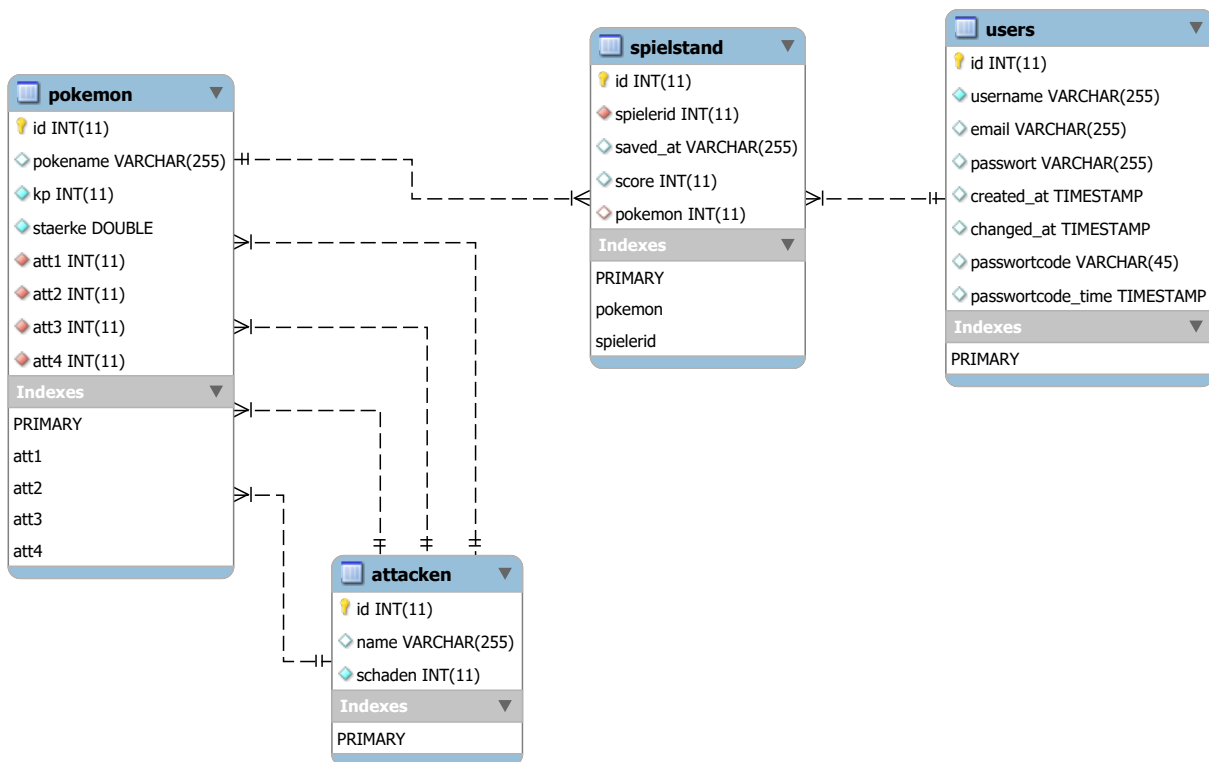 pokemon
id INT(11)
pokename VARCHAR(255)
kp INT(11)
staerke DOUBLE
att1 INT(11)
att2 INT(11)
att3 INT(11)
att4 INT(11)
Indexes
PRIMARY
att1
att2
att3
att4
spielstand
id INT(11)
spielerid INT(11)
saved_at VARCHAR(255)
score INT(11)
pokemon INT(11)
Indexes
PRIMARY
pokemon
spielerid
users
id INT(11)
username VARCHAR(255)
email VARCHAR(255)
passwort VARCHAR(255)
created_at TIMESTAMP
changed_at TIMESTAMP
passwortcode VARCHAR(45)
passwortcode_time TIMESTAMP
Indexes
PRIMARY
attacken
id INT(11)
name VARCHAR(255)
schaden INT(11)
Indexes
PRIMARY